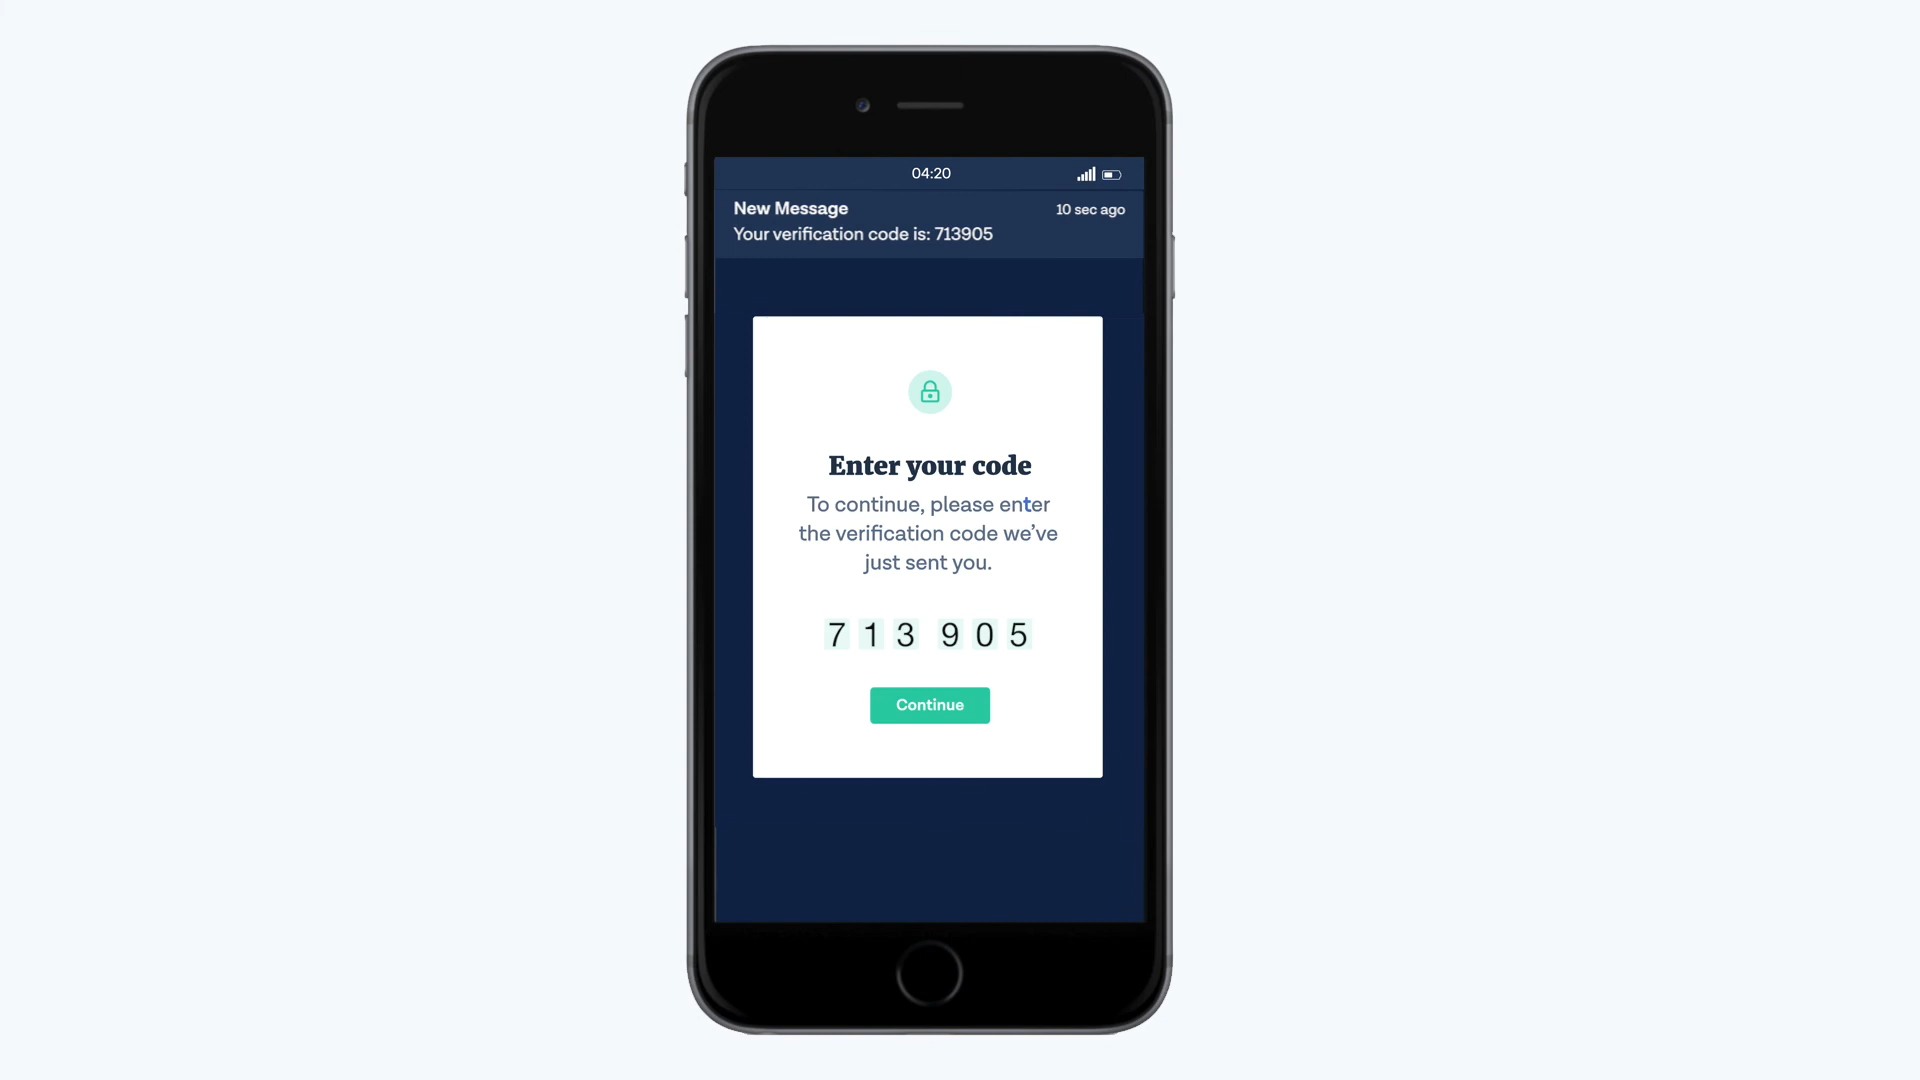 04:20
New Message
10 sec ago
Your verification code is: 713905
Enter your code
To continue, please enter
the verification code we’ve
just sent you.
7 1 3 9 0 5
Continue